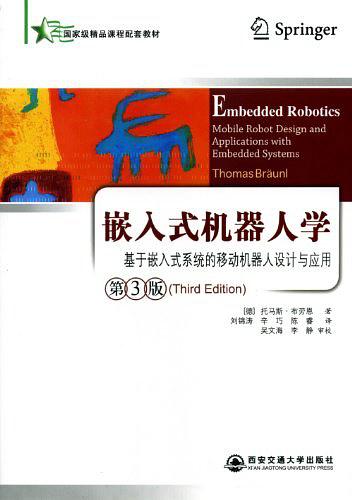 国家级精品课程配套教材
Springer
Embedded Robotics
Mobile Robot Design and
Applications with
Embedded Systems
Thomas Bräunl
嵌入式机器人学
基于嵌入式系统的移动机器人设计与应用
第3版(Third Edition)
[德] 托马斯·布劳恩 著
刘锦涛 辛巧 陈睿 译
吴文海 李静 审校
西安交通大学出版社
XI'AN JIAOTONG UNIVERSITY PRESS